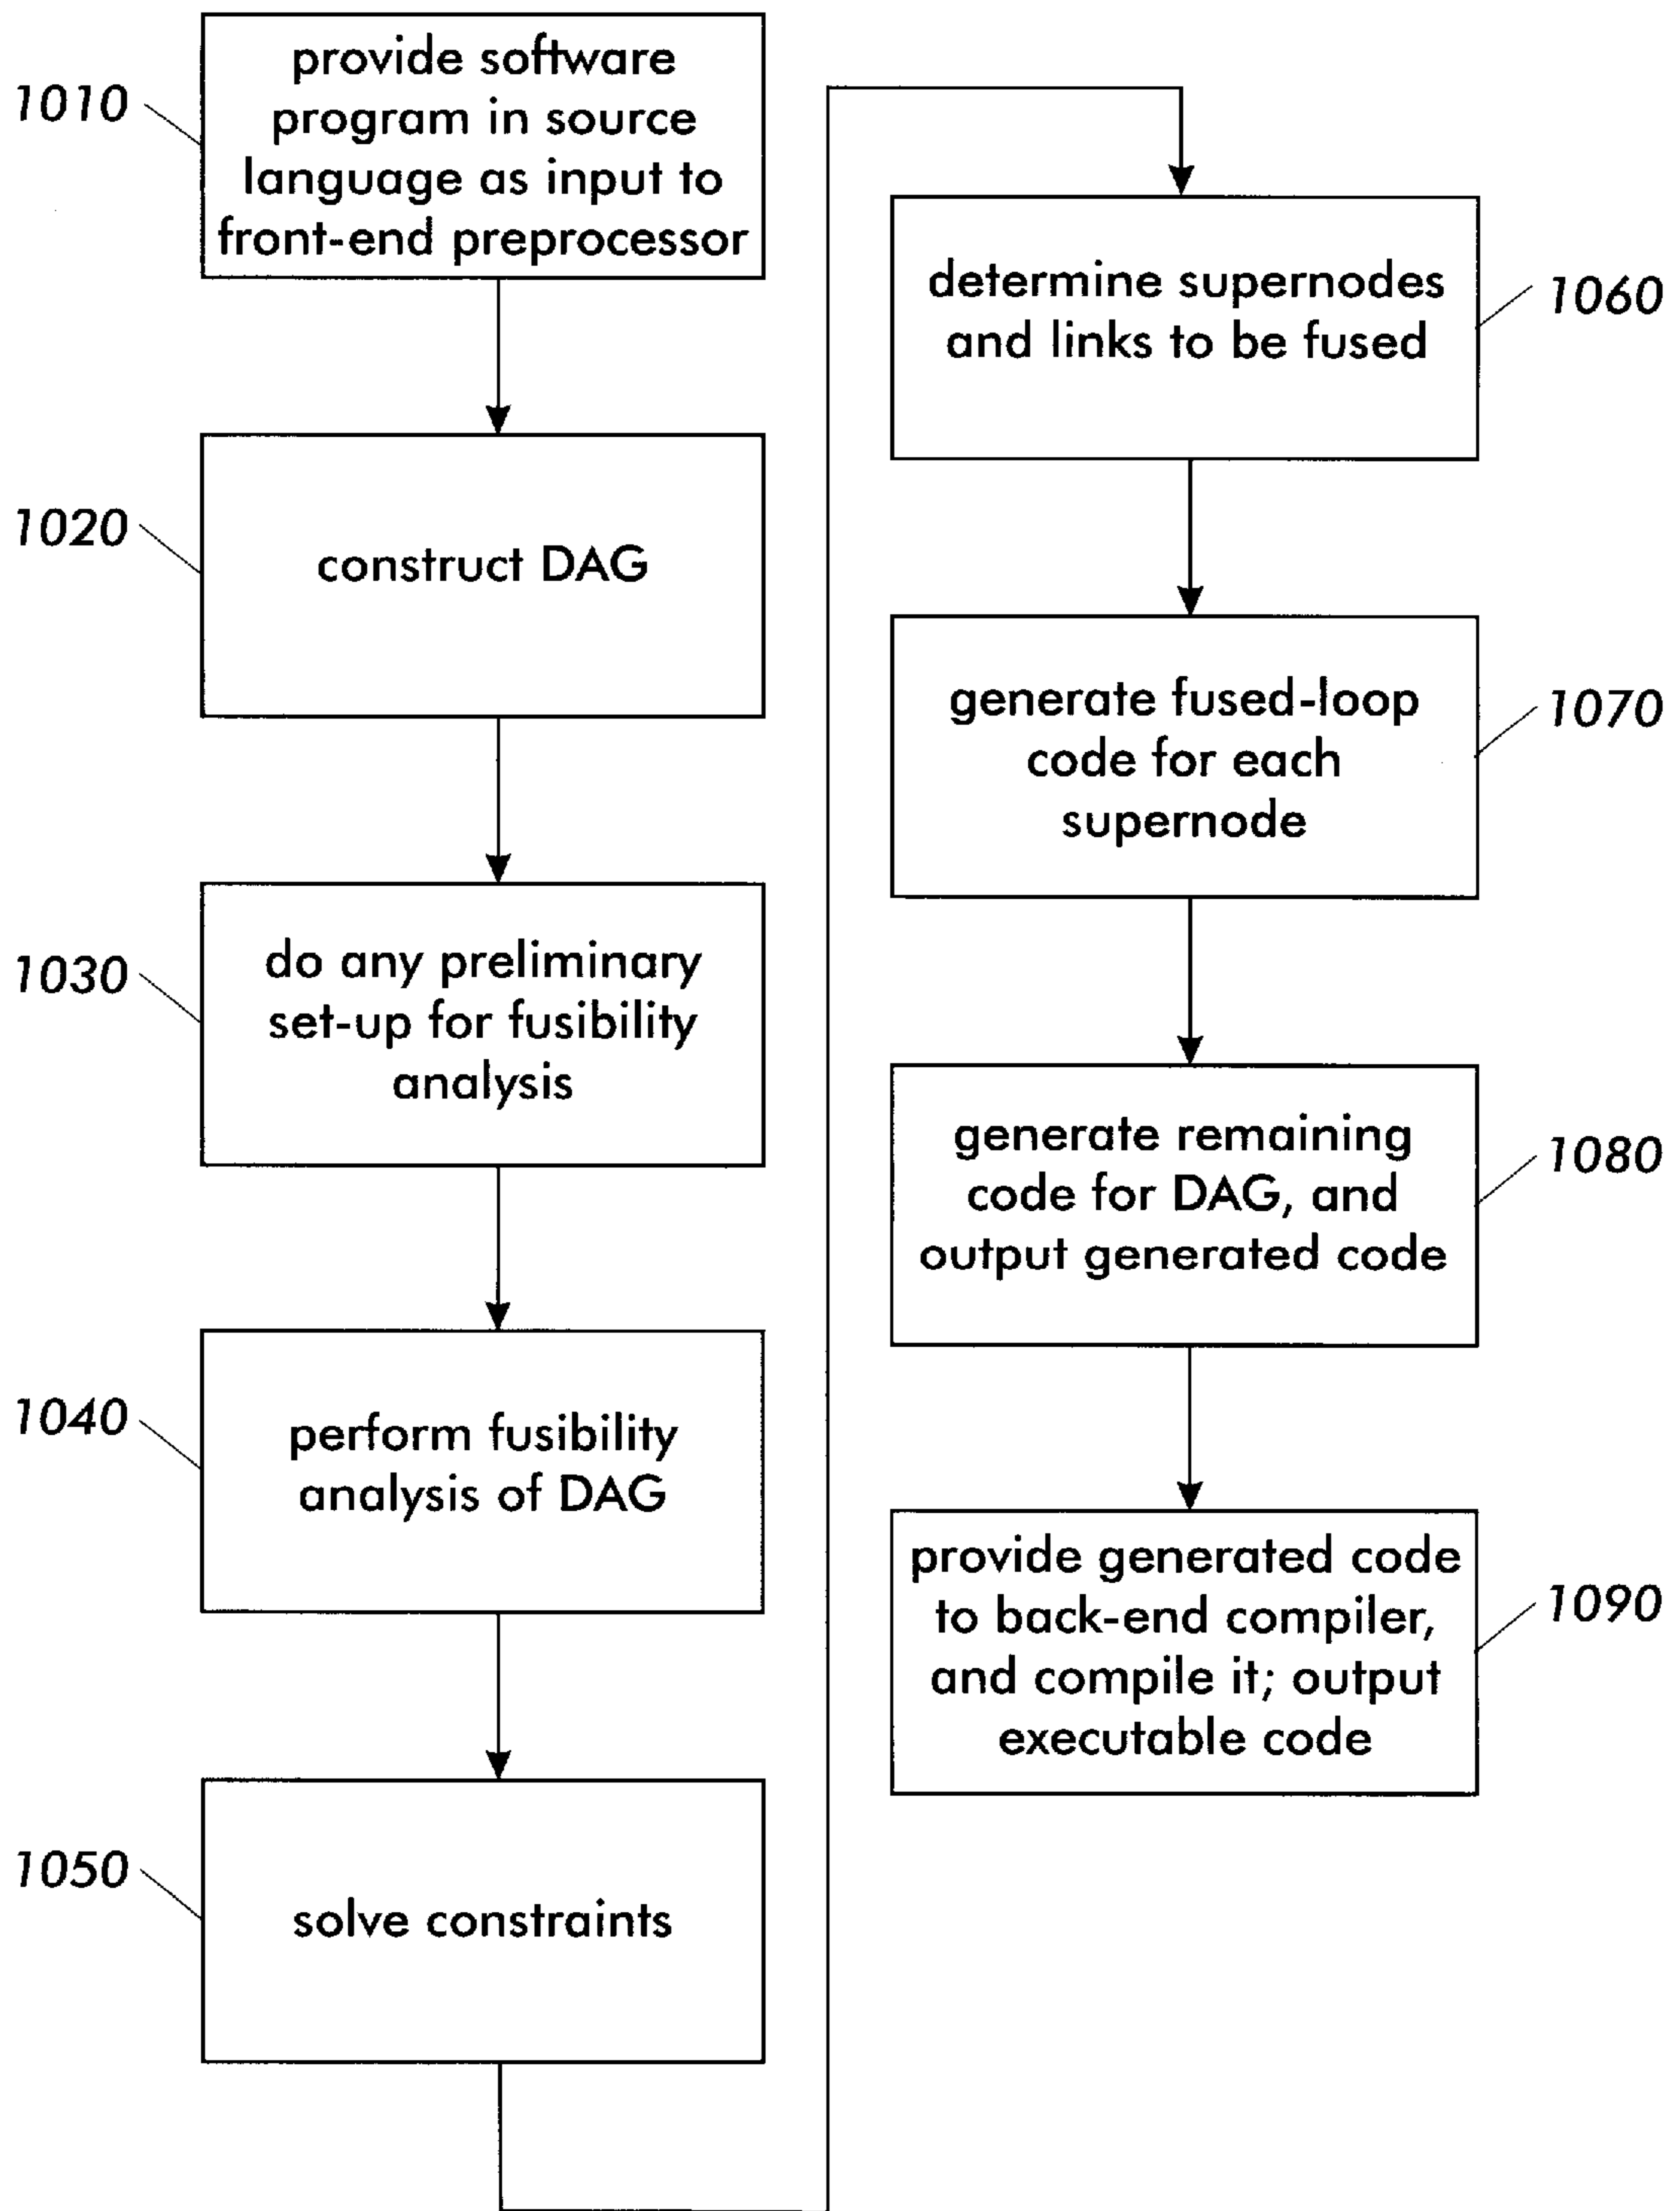 1010
provide software
program in source
language as input to
front-end preprocessor
1020
construct DAG
1030
do any preliminary
set-up for fusibility
analysis
1040
perform fusibility
analysis of DAG
1050
solve constraints
determine supernodes
and links to be fused
1060
generate fused-loop
code for each
supernode
1070
generate remaining
code for DAG, and
output generated code
1080
provide generated code
to back-end compiler,
and compile it; output
executable code
1090